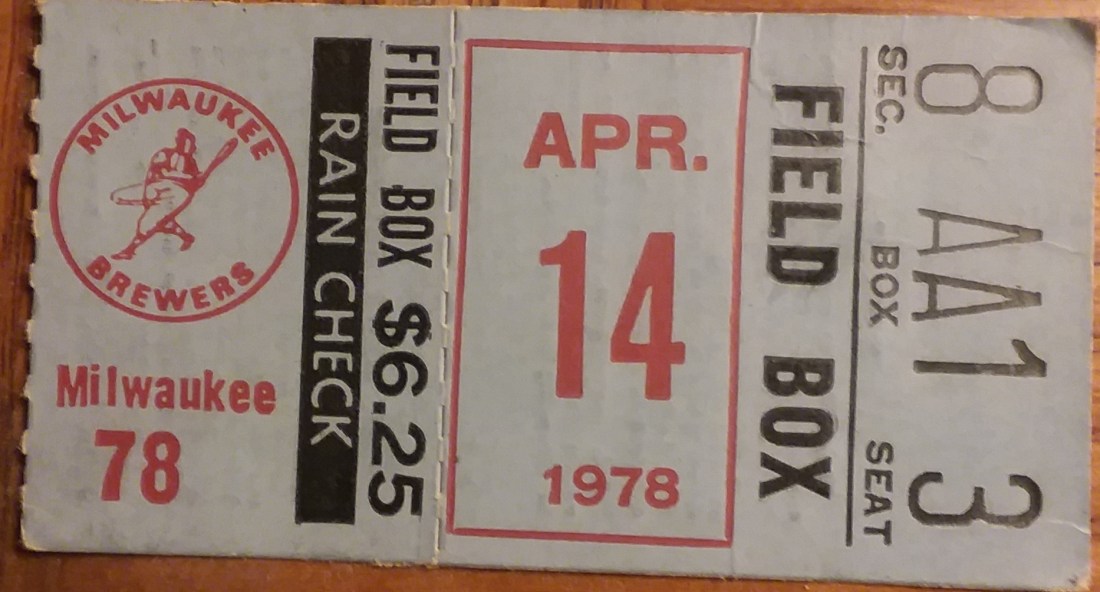 MILWAUKEE
BREWERS
Milwaukee
78
RAIN CHECK
FIELD BOX $6.25
APR.
14
1978
FIELD BOX
SEC. BOX SEAT
8 AA1 3